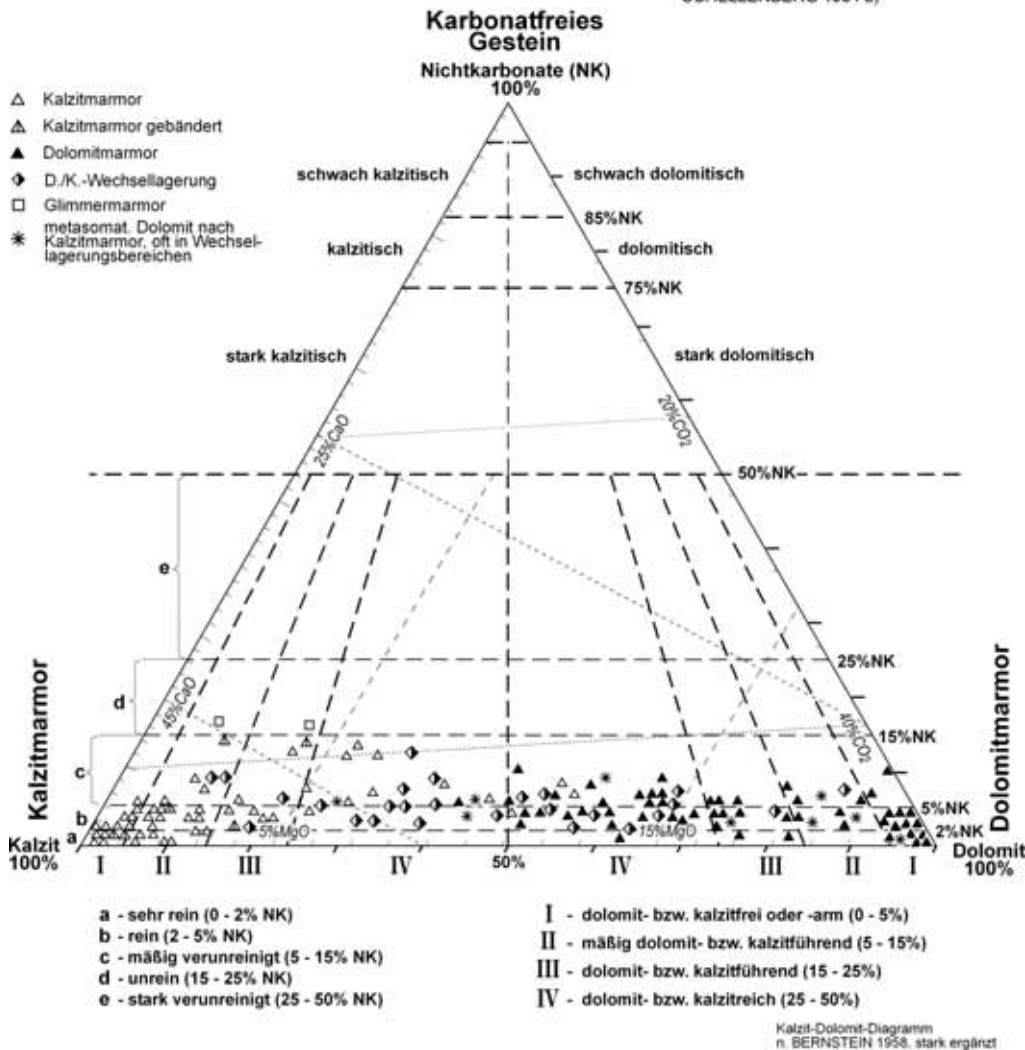 Karbonatfreies
Gestein
Nichtkarbonate (NK)
100%
Kalzitmarmor
Kalzitmarmor gebändert
Dolomitmarmor
D./K.-Wechsellagerung
Glimmermarmor
metasomat. Dolomit nach
Kalzitmarmor, oft in Wechsel-
lagerungsbereichen
schwach kalzitisch
schwach dolomitisch
85%NK
kalzitisch
dolomitisch
75%NK
stark kalzitisch
stark dolomitisch
25%CaO
20%CO2
50%NK
e
25%NK
d
45%CaO
40%CO2
15%NK
c
Kalzitmarmor
Dolomitmarmor
5%NK
b
5%MgO
15%MgO
2%NK
a
Kalzit
100%
I II III IV 50% IV III II I
Dolomit
100%
a - sehr rein (0 - 2% NK)
b - rein (2 - 5% NK)
c - mäßig verunreinigt (5 - 15% NK)
d - unrein (15 - 25% NK)
e - stark verunreinigt (25 - 50% NK)
I - dolomit- bzw. kalzitfrei oder -arm (0 - 5%)
II - mäßig dolomit- bzw. kalzitführend (5 - 15%)
III - dolomit- bzw. kalzitführend (15 - 25%)
IV - dolomit- bzw. kalzitreich (25 - 50%)
Kalzit-Dolomit-Diagramm
n. BERNSTEIN 1958, stark ergänzt